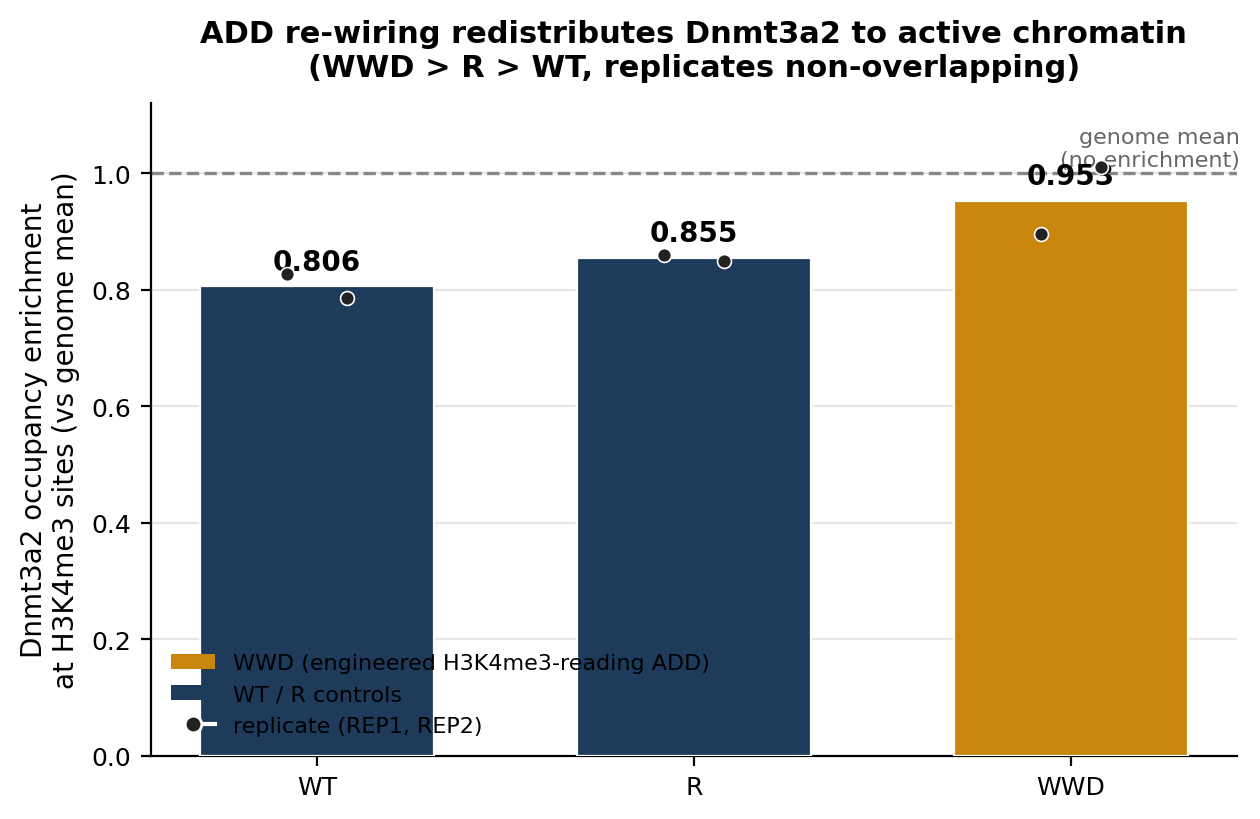 ADD re-wiring redistributes Dnmt3a2 to active chromatin
(WWD > R > WT, replicates non-overlapping)
Dnmt3a2 occupancy enrichment
at H3K4me3 sites (vs genome mean)
1.0
0.8
0.6
0.4
0.2
0.0
genome mean
(no enrichment)
0.806
0.855
0.953
WWD (engineered H3K4me3-reading ADD)
WT / R controls
replicate (REP1, REP2)
WT
R
WWD